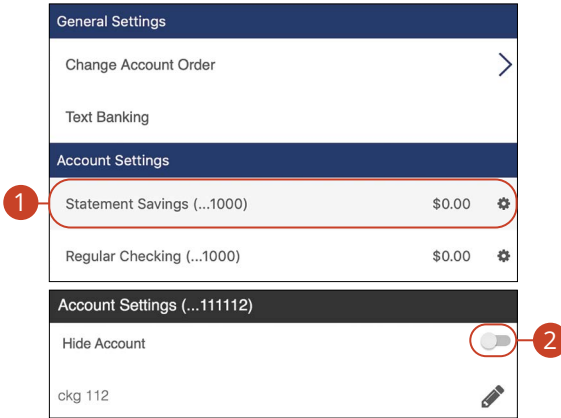 General Settings
Change Account Order
Text Banking
Account Settings
1
Statement Savings (...1000) $0.00
Regular Checking (...1000) $0.00
Account Settings (...111112)
Hide Account
2
ckg 112